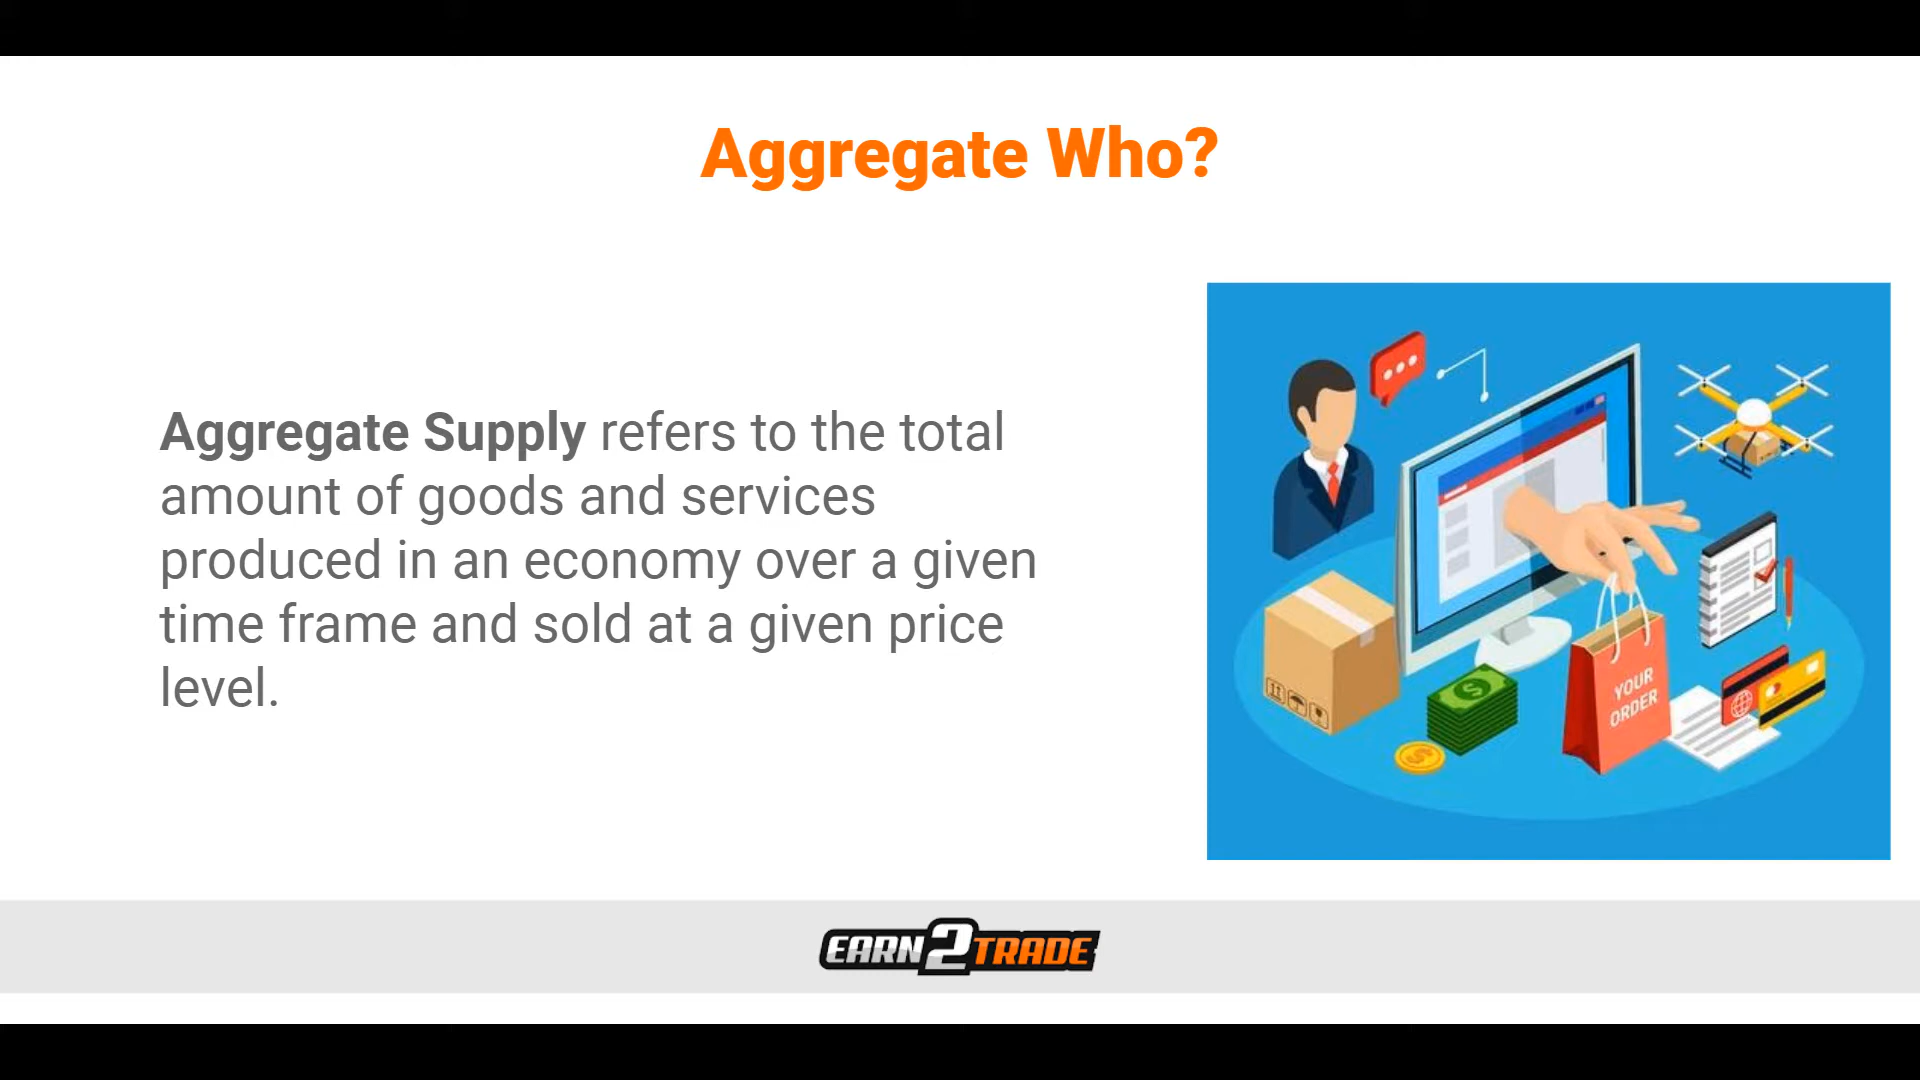 Aggregate Who?
Aggregate Supply refers to the total
amount of goods and services
produced in an economy over a given
time frame and sold at a given price
level.
YOUR
ORDER
EARN2TRADE